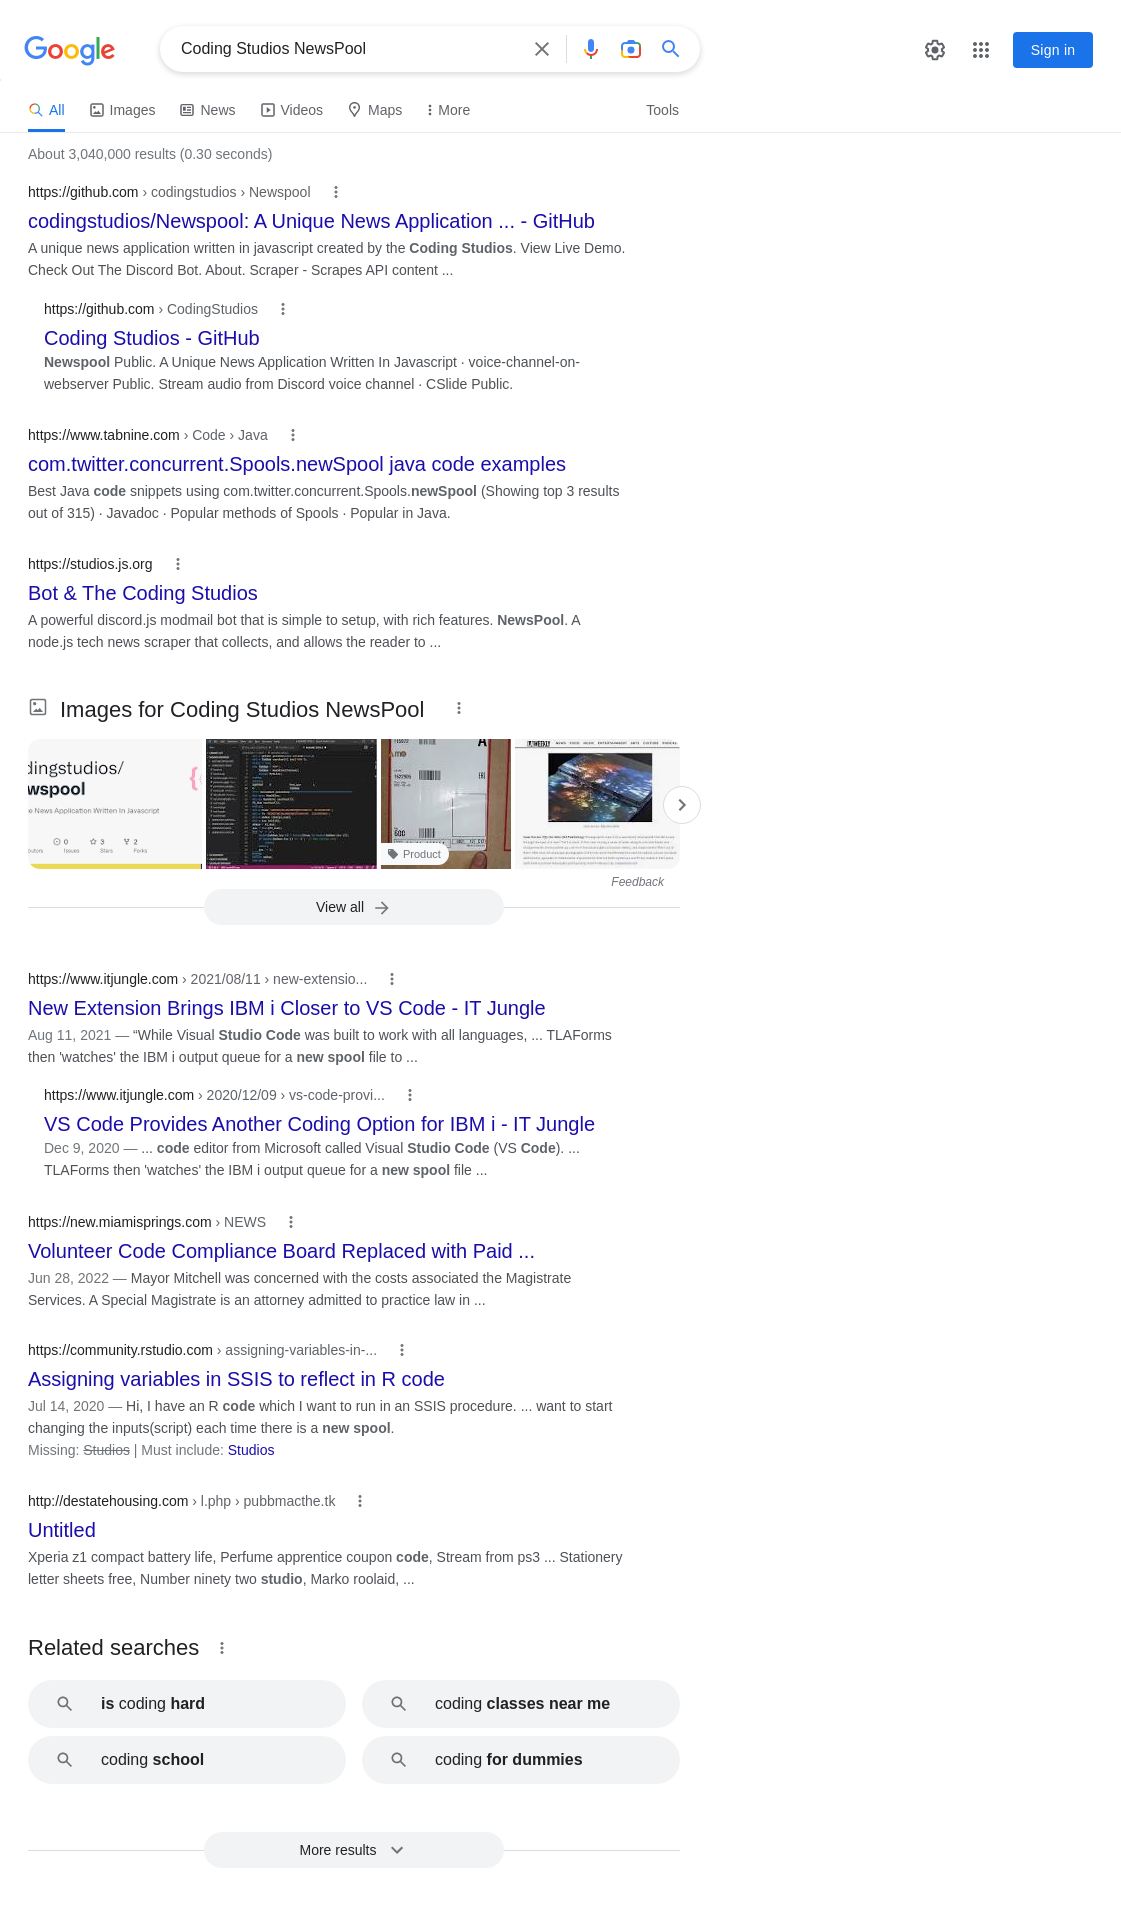 Google
Coding Studios NewsPool
Sign in
All
Images
News
Videos
Maps
More
Tools
About 3,040,000 results (0.30 seconds)
https://github.com › codingstudios › Newspool
codingstudios/Newspool: A Unique News Application ... - GitHub
A unique news application written in javascript created by the Coding Studios. View Live Demo.
Check Out The Discord Bot. About. Scraper - Scrapes API content ...
https://github.com › CodingStudios
Coding Studios - GitHub
Newspool Public. A Unique News Application Written In Javascript · voice-channel-on-
webserver Public. Stream audio from Discord voice channel · CSlide Public.
https://www.tabnine.com › Code › Java
com.twitter.concurrent.Spools.newSpool java code examples
Best Java code snippets using com.twitter.concurrent.Spools.newSpool (Showing top 3 results
out of 315) · Javadoc · Popular methods of Spools · Popular in Java.
https://studios.js.org
Bot & The Coding Studios
A powerful discord.js modmail bot that is simple to setup, with rich features. NewsPool. A
node.js tech news scraper that collects, and allows the reader to ...
Images for Coding Studios NewsPool
dingstudios/
wspool
e News Application Written In Javascript
0 3 2
Issues Stars Forks
Product
Feedback
View all
https://www.itjungle.com › 2021/08/11 › new-extensio...
New Extension Brings IBM i Closer to VS Code - IT Jungle
Aug 11, 2021 — “While Visual Studio Code was built to work with all languages, ... TLAForms
then 'watches' the IBM i output queue for a new spool file to ...
https://www.itjungle.com › 2020/12/09 › vs-code-provi...
VS Code Provides Another Coding Option for IBM i - IT Jungle
Dec 9, 2020 — ... code editor from Microsoft called Visual Studio Code (VS Code). ...
TLAForms then 'watches' the IBM i output queue for a new spool file ...
https://new.miamisprings.com › NEWS
Volunteer Code Compliance Board Replaced with Paid ...
Jun 28, 2022 — Mayor Mitchell was concerned with the costs associated the Magistrate
Services. A Special Magistrate is an attorney admitted to practice law in ...
https://community.rstudio.com › assigning-variables-in-...
Assigning variables in SSIS to reflect in R code
Jul 14, 2020 — Hi, I have an R code which I want to run in an SSIS procedure. ... want to start
changing the inputs(script) each time there is a new spool.
Missing: Studios | Must include: Studios
http://destatehousing.com › l.php › pubbmacthe.tk
Untitled
Xperia z1 compact battery life, Perfume apprentice coupon code, Stream from ps3 ... Stationery
letter sheets free, Number ninety two studio, Marko roolaid, ...
Related searches
is coding hard
coding classes near me
coding school
coding for dummies
More results